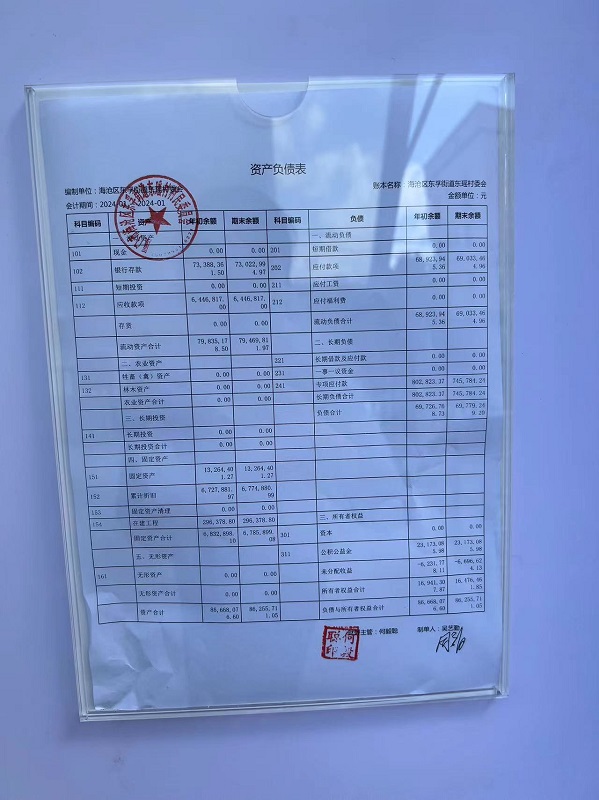 资产负债表
编制单位：海沧区东孚街道东瑶村委会 账本名称：海沧区东孚街道东瑶村委会
会计期间：2024-01 2024-01 金额单位：元
科目编码 资产 年初余额 期末余额 科目编码 负债 年初余额 期末余额
一、流动负债
101 现金 0.00 0.00 201 短期借款 0.00 0.00
102 银行存款 73,388,361.50 73,022,994.97 202 应付款项 68,923,945.36 69,033,464.96
111 短期投资 0.00 0.00 211 应付工资 0.00 0.00
112 应收款项 6,446,817.00 6,446,817.00 212 应付福利费 0.00 0.00
存货 0.00 0.00 流动负债合计 68,923,945.36 69,033,464.96
流动资产合计 79,835,178.50 79,469,811.97 二、长期负债
二、农业资产 221 长期借款及应付款 0.00 0.00
131 牲畜（禽）资产 0.00 0.00 231 一事一议资金 0.00 0.00
132 林木资产 0.00 0.00 241 专项应付款 802,823.37 745,784.24
农业资产合计 0.00 0.00 长期负债合计 802,823.37 745,784.24
三、长期投资 负债合计 69,726,768.73 69,779,249.20
141 长期投资 0.00 0.00
长期投资合计 0.00 0.00
四、固定资产
151 固定资产 13,264,401.27 13,264,401.27
152 累计折旧 6,727,881.97 6,774,880.99
153 固定资产清理 0.00 0.00
154 在建工程 296,378.80 296,378.80 三、所有者权益
固定资产合计 6,832,898.10 6,785,899.08 301 资本 0.00 0.00
五、无形资产 311 公积公益金 23,173,085.98 23,173,085.98
161 无形资产 0.00 0.00 未分配收益 -6,231,778.11 -6,696,624.13
无形资产合计 0.00 0.00 所有者权益合计 16,941,307.87 16,476,461.85
资产合计 86,668,076.60 86,255,711.05 负债与所有者权益合计 86,668,076.60 86,255,711.05
主管：何毅聪 制单人：吴艺勤